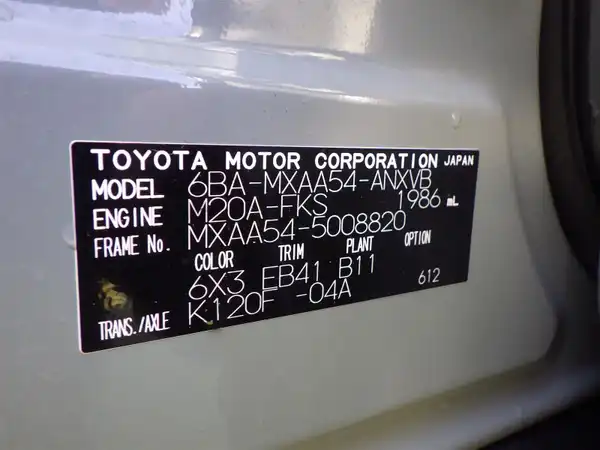 TOYOTA MOTOR CORPORATION JAPAN
MODEL 6BA-MXAA54-ANXVB
ENGINE M20A-FKS 1986 mL
FRAME No. MXAA54-5008820
COLOR TRIM PLANT OPTION
6X3 EB41 B11 612
TRANS./AXLE K120F -04A